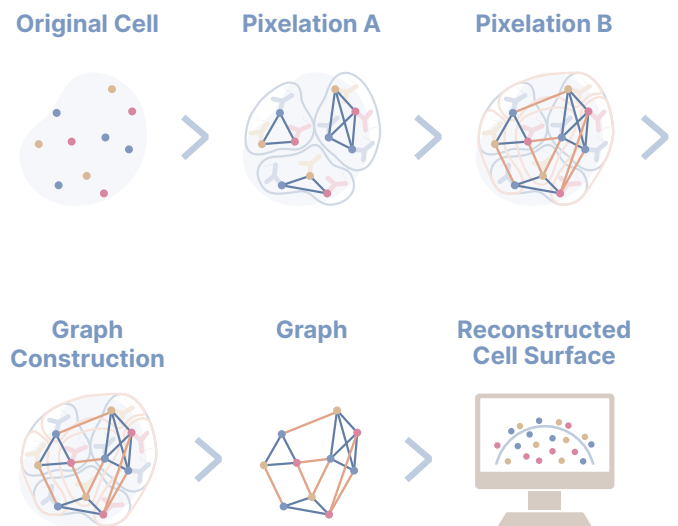 Original Cell
Pixelation A
Pixelation B
Graph
Construction
Graph
Reconstructed
Cell Surface